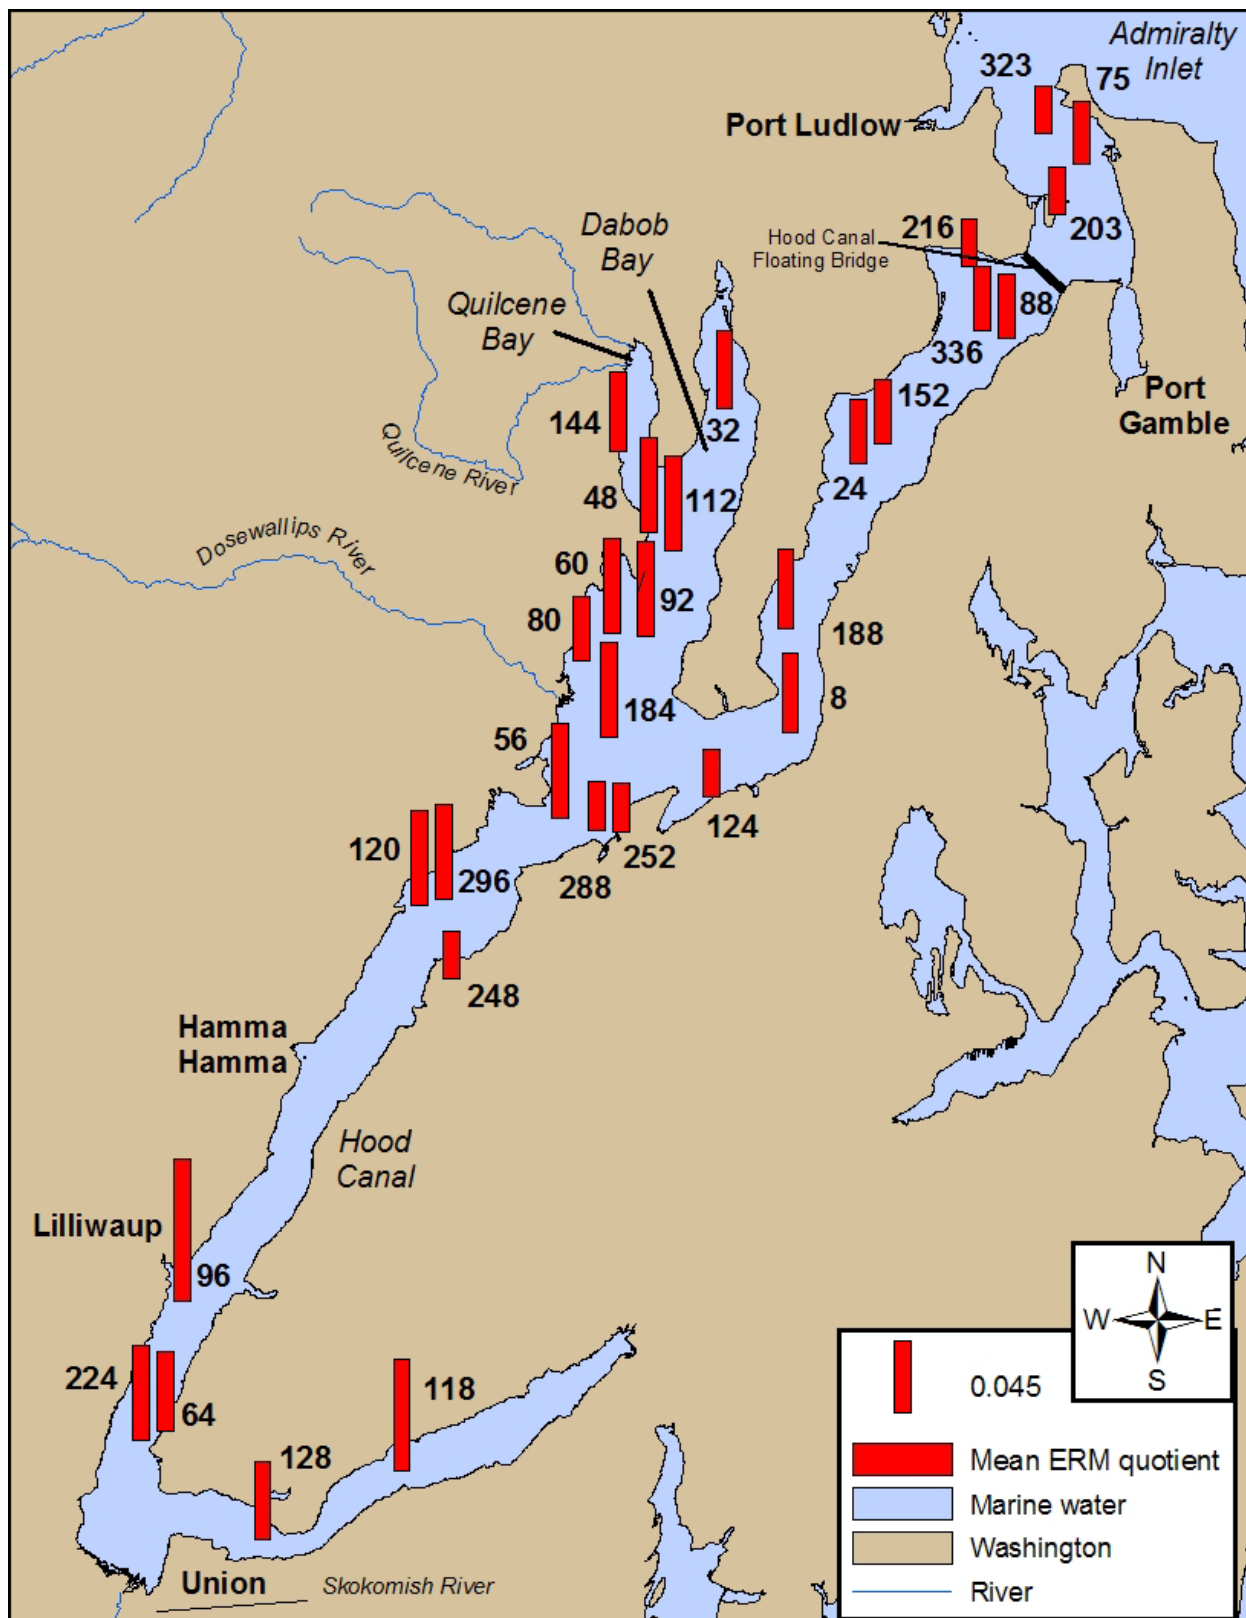 Admiralty
Inlet
323
75
Port Ludlow
203
216
Hood Canal
Floating Bridge
88
336
Dabob
Bay
Quilcene
Bay
Port
Gamble
152
24
144
32
Quilcene River
48
112
Dosewallips River
60
92
80
188
184
8
56
124
252
288
120
296
248
Hamma
Hamma
Hood
Canal
Lilliwaup
96
224
64
118
128
Union
Skokomish River
N
W
E
S
0.045
Mean ERM quotient
Marine water
Washington
River